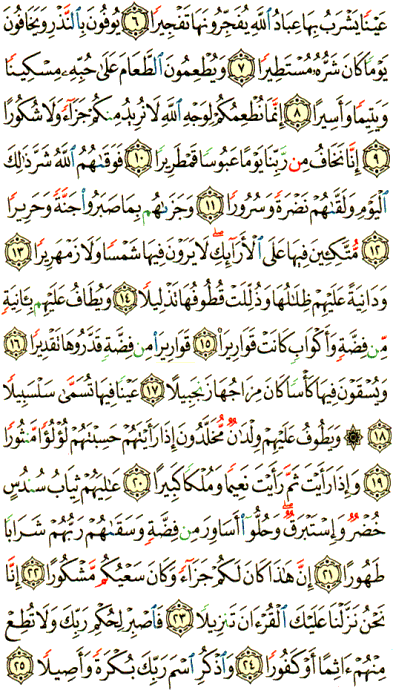 عَيۡنٗا يَشۡرَبُ بِهَا عِبَادُ ٱللَّهِ يُفَجِّرُونَهَا تَفۡجِيرٗا ٦ يُوفُونَ بِٱلنَّذۡرِ وَيَخَافُونَ
يَوۡمٗا كَانَ شَرُّهُۥ مُسۡتَطِيرٗا ٧ وَيُطۡعِمُونَ ٱلطَّعَامَ عَلَىٰ حُبِّهِۦ مِسۡكِينٗا
وَيَتِيمٗا وَأَسِيرًا ٨ إِنَّمَا نُطۡعِمُكُمۡ لِوَجۡهِ ٱللَّهِ لَا نُرِيدُ مِنكُمۡ جَزَآءٗ وَلَا شُكُورًا
٩ إِنَّا نَخَافُ مِن رَّبِّنَا يَوۡمًا عَبُوسٗا قَمۡطَرِيرٗا ١٠ فَوَقَىٰهُمُ ٱللَّهُ شَرَّ ذَٰلِكَ
ٱلۡيَوۡمِ وَلَقَّىٰهُمۡ نَضۡرَةٗ وَسُرُورٗا ١١ وَجَزَىٰهُم بِمَا صَبَرُواْ جَنَّةٗ وَحَرِيرٗا
١٢ مُّتَّكِـِٔينَ فِيهَا عَلَى ٱلۡأَرَآئِكِۖ لَا يَرَوۡنَ فِيهَا شَمۡسٗا وَلَا زَمۡهَرِيرٗا ١٣
وَدَانِيَةً عَلَيۡهِمۡ ظِلَٰلُهَا وَذُلِّلَتۡ قُطُوفُهَا تَذۡلِيلٗا ١٤ وَيُطَافُ عَلَيۡهِم بِـَٔانِيَةٖ
مِّن فِضَّةٖ وَأَكۡوَابٖ كَانَتۡ قَوَارِيرَا۠ ١٥ قَوَارِيرَاْ مِن فِضَّةٖ قَدَّرُوهَا تَقۡدِيرٗا ١٦
وَيُسۡقَوۡنَ فِيهَا كَأۡسٗا كَانَ مِزَاجُهَا زَنجَبِيلًا ١٧ عَيۡنٗا فِيهَا تُسَمَّىٰ سَلۡسَبِيلٗا
١٨ ۞ وَيَطُوفُ عَلَيۡهِمۡ وِلۡدَٰنٞ مُّخَلَّدُونَ إِذَا رَأَيۡتَهُمۡ حَسِبۡتَهُمۡ لُؤۡلُؤٗا مَّنثُورٗا
١٩ وَإِذَا رَأَيۡتَ ثَمَّ رَأَيۡتَ نَعِيمٗا وَمُلۡكٗا كَبِيرًا ٢٠ عَٰلِيَهُمۡ ثِيَابُ سُندُسٍ
خُضۡرٞ وَإِسۡتَبۡرَقٞۖ وَحُلُّوٓاْ أَسَاوِرَ مِن فِضَّةٖ وَسَقَىٰهُمۡ رَبُّهُمۡ شَرَابٗا
طَهُورًا ٢١ إِنَّ هَٰذَا كَانَ لَكُمۡ جَزَآءٗ وَكَانَ سَعۡيُكُم مَّشۡكُورًا ٢٢ إِنَّا
نَحۡنُ نَزَّلۡنَا عَلَيۡكَ ٱلۡقُرۡءَانَ تَنزِيلٗا ٢٣ فَٱصۡبِرۡ لِحُكۡمِ رَبِّكَ وَلَا تُطِعۡ
مِنۡهُمۡ ءَاثِمًا أَوۡ كَفُورٗا ٢٤ وَٱذۡكُرِ ٱسۡمَ رَبِّكَ بُكۡرَةٗ وَأَصِيلٗا ٢٥